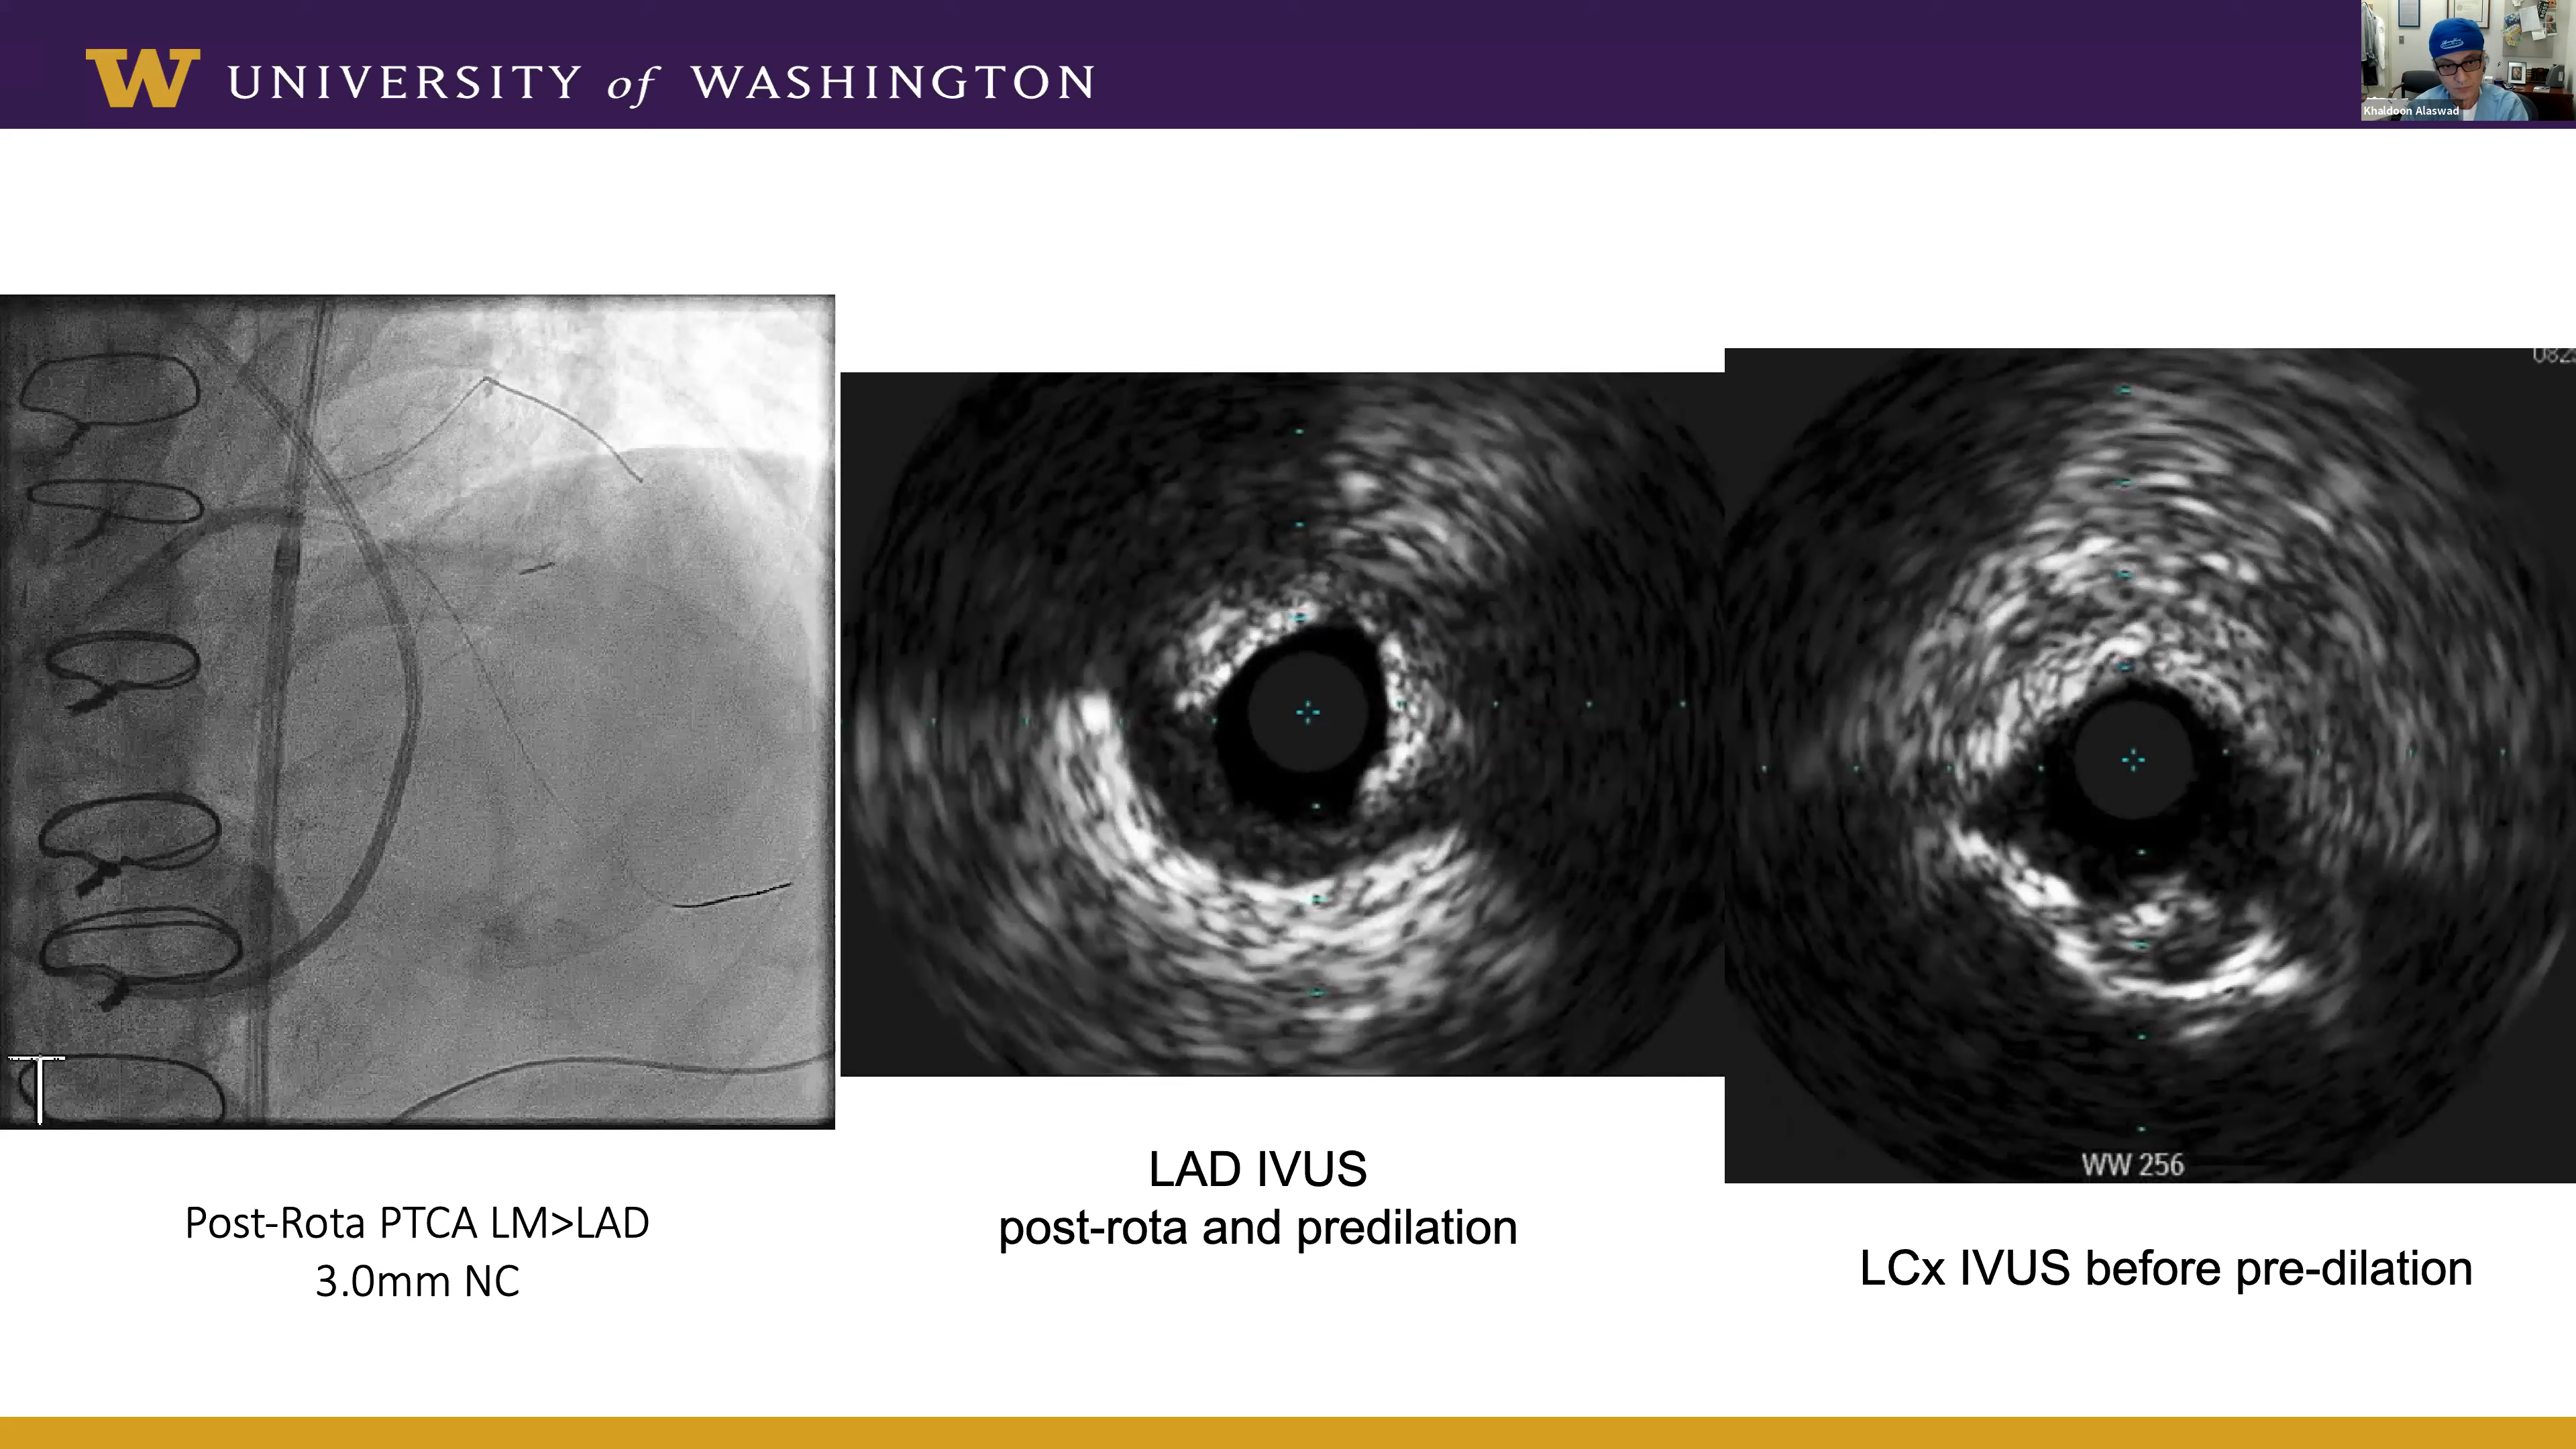 W UNIVERSITY of WASHINGTON
Khaldoon Alaswad
WW 256
Post-Rota PTCA LM>LAD
3.0mm NC
LAD IVUS
post-rota and predilation
LCx IVUS before pre-dilation